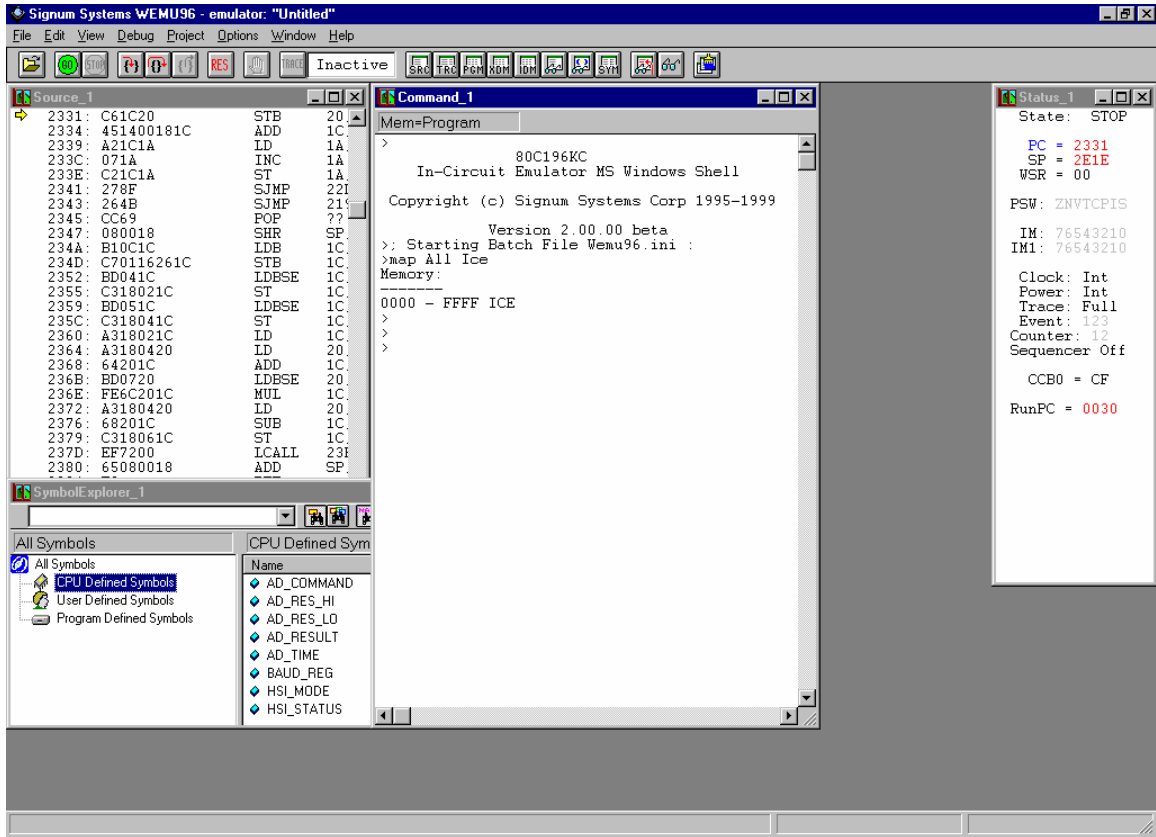 Signum Systems WEMU96 - emulator: "Untitled"
File Edit View Debug Project Options Window Help
GO STOP RES TRACE Inactive SRC TRC PGM XDM IDM SYM
Source_1
2331: C61C20 STB 20
2334: 451400181C ADD 1C
2339: A21C1A LD 1A
233C: 071A INC 1A
233E: C21C1A ST 1A
2341: 278F SJMP
2343: 264B SJMP
2345: CC69 POP ??
2347: 080018 SHR SP
234A: B10C1C LDB 1C
234D: C70116261C STB 1C
2352: BD041C LDBSE 1C
2355: C318021C ST 1C
2359: BD051C LDBSE 1C
235C: C318041C ST 1C
2360: A318021C LD 1C
2364: A3180420 LD 20
2368: 64201C ADD 1C
236B: BD0720 LDBSE 20
236E: FE6C201C MUL 1C
2372: A3180420 LD 20
2376: 68201C SUB 1C
2379: C318061C ST 1C
237D: EF7200 LCALL
2380: 65080018 ADD SP
SymbolExplorer_1
All Symbols
All Symbols
CPU Defined Symbols
User Defined Symbols
Program Defined Symbols
CPU Defined Sym
Name
AD_COMMAND
AD_RES_HI
AD_RES_LO
AD_RESULT
AD_TIME
BAUD_REG
HSI_MODE
HSI_STATUS
Command_1
Mem=Program
>
80C196KC
In-Circuit Emulator MS Windows Shell
Copyright (c) Signum Systems Corp 1995-1999
Version 2.00.00 beta
>; Starting Batch File Wemu96.ini :
>map All Ice
Memory:
-------
0000 - FFFF ICE
>
>
>
Status_1
State: STOP
PC = 2331
SP = 2E1E
WSR = 00
PSW: ZNVTCPIS
IM: 76543210
IM1: 76543210
Clock: Int
Power: Int
Trace: Full
Event: 123
Counter: 12
Sequencer Off
CCB0 = CF
RunPC = 0030